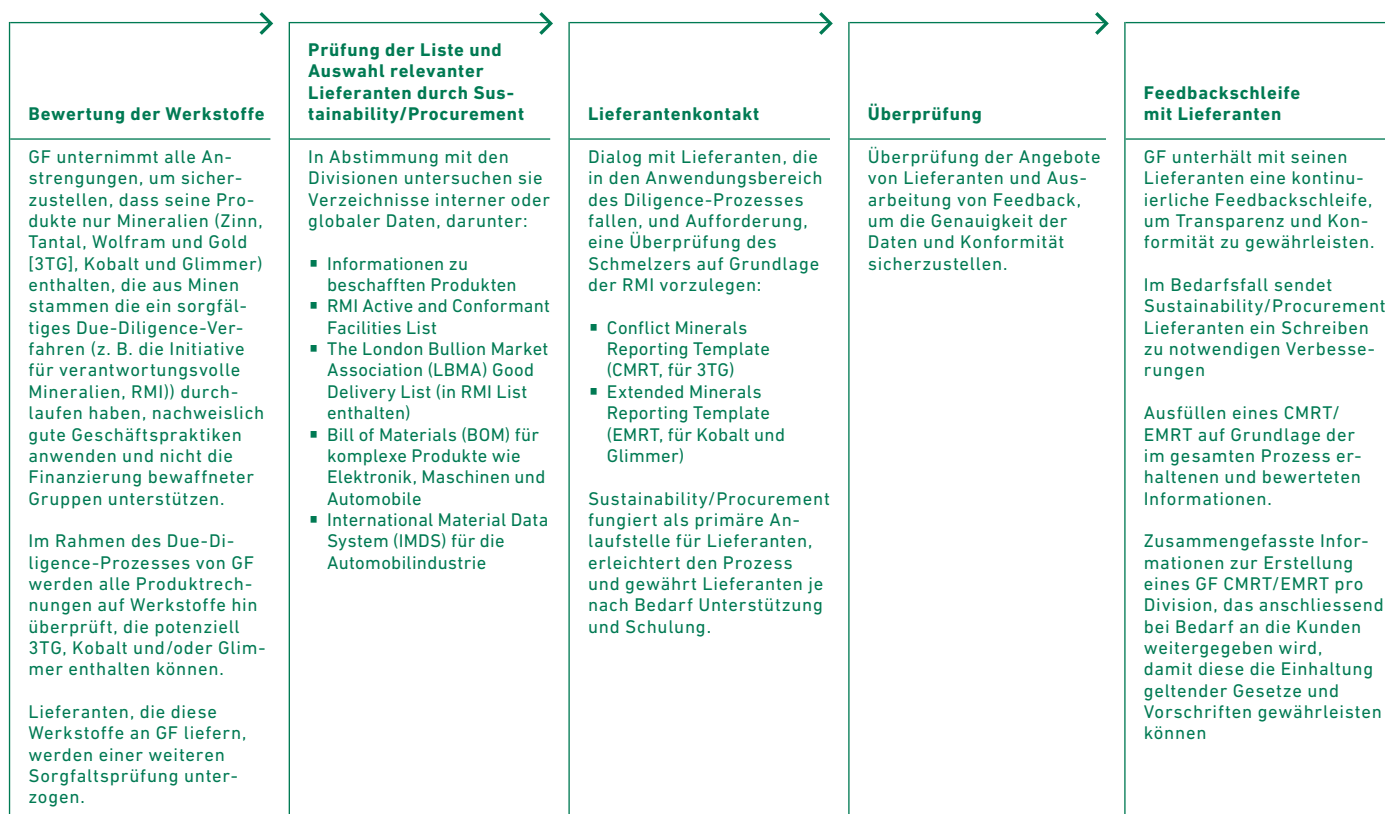 Bewertung der Werkstoffe
GF unternimmt alle An-
strengungen, um sicher-
zustellen, dass seine Pro-
dukte nur Mineralien (Zinn,
Tantal, Wolfram und Gold
[3TG], Kobalt und Glimmer)
enthalten, die aus Minen
stammen die ein sorgfäl-
tiges Due-Diligence-Ver-
fahren (z. B. die Initiative
für verantwortungsvolle
Mineralien, RMI)) durch-
laufen haben, nachweislich
gute Geschäftspraktiken
anwenden und nicht die
Finanzierung bewaffneter
Gruppen unterstützen.
Im Rahmen des Due-Di-
ligence-Prozesses von GF
werden alle Produktrech-
nungen auf Werkstoffe hin
überprüft, die potenziell
3TG, Kobalt und/oder Glim-
mer enthalten können.
Lieferanten, die diese
Werkstoffe an GF liefern,
werden einer weiteren
Sorgfaltsprüfung unter-
zogen.
Prüfung der Liste und
Auswahl relevanter
Lieferanten durch Sus-
tainability/Procurement
In Abstimmung mit den
Divisionen untersuchen sie
Verzeichnisse interner oder
globaler Daten, darunter:
▪ Informationen zu
beschafften Produkten
▪ RMI Active and Conformant
Facilities List
▪ The London Bullion Market
Association (LBMA) Good
Delivery List (in RMI List
enthalten)
▪ Bill of Materials (BOM) für
komplexe Produkte wie
Elektronik, Maschinen und
Automobile
▪ International Material Data
System (IMDS) für die
Automobilindustrie
Lieferantenkontakt
Dialog mit Lieferanten, die
in den Anwendungsbereich
des Diligence-Prozesses
fallen, und Aufforderung,
eine Überprüfung des
Schmelzers auf Grundlage
der RMI vorzulegen:
▪ Conflict Minerals
Reporting Template
(CMRT, für 3TG)
▪ Extended Minerals
Reporting Template
(EMRT, für Kobalt und
Glimmer)
Sustainability/Procurement
fungiert als primäre An-
laufstelle für Lieferanten,
erleichtert den Prozess
und gewährt Lieferanten je
nach Bedarf Unterstützung
und Schulung.
Überprüfung
Überprüfung der Angebote
von Lieferanten und Aus-
arbeitung von Feedback,
um die Genauigkeit der
Daten und Konformität
sicherzustellen.
Feedbackschleife
mit Lieferanten
GF unterhält mit seinen
Lieferanten eine kontinu-
ierliche Feedbackschleife,
um Transparenz und Kon-
formität zu gewährleisten.
Im Bedarfsfall sendet
Sustainability/Procurement
Lieferanten ein Schreiben
zu notwendigen Verbesse-
rungen
Ausfüllen eines CMRT/
EMRT auf Grundlage der
im gesamten Prozess er-
haltenen und bewerteten
Informationen.
Zusammengefasste Infor-
mationen zur Erstellung
eines GF CMRT/EMRT pro
Division, das anschliessend
bei Bedarf an die Kunden
weitergegeben wird,
damit diese die Einhaltung
geltender Gesetze und
Vorschriften gewährleisten
können